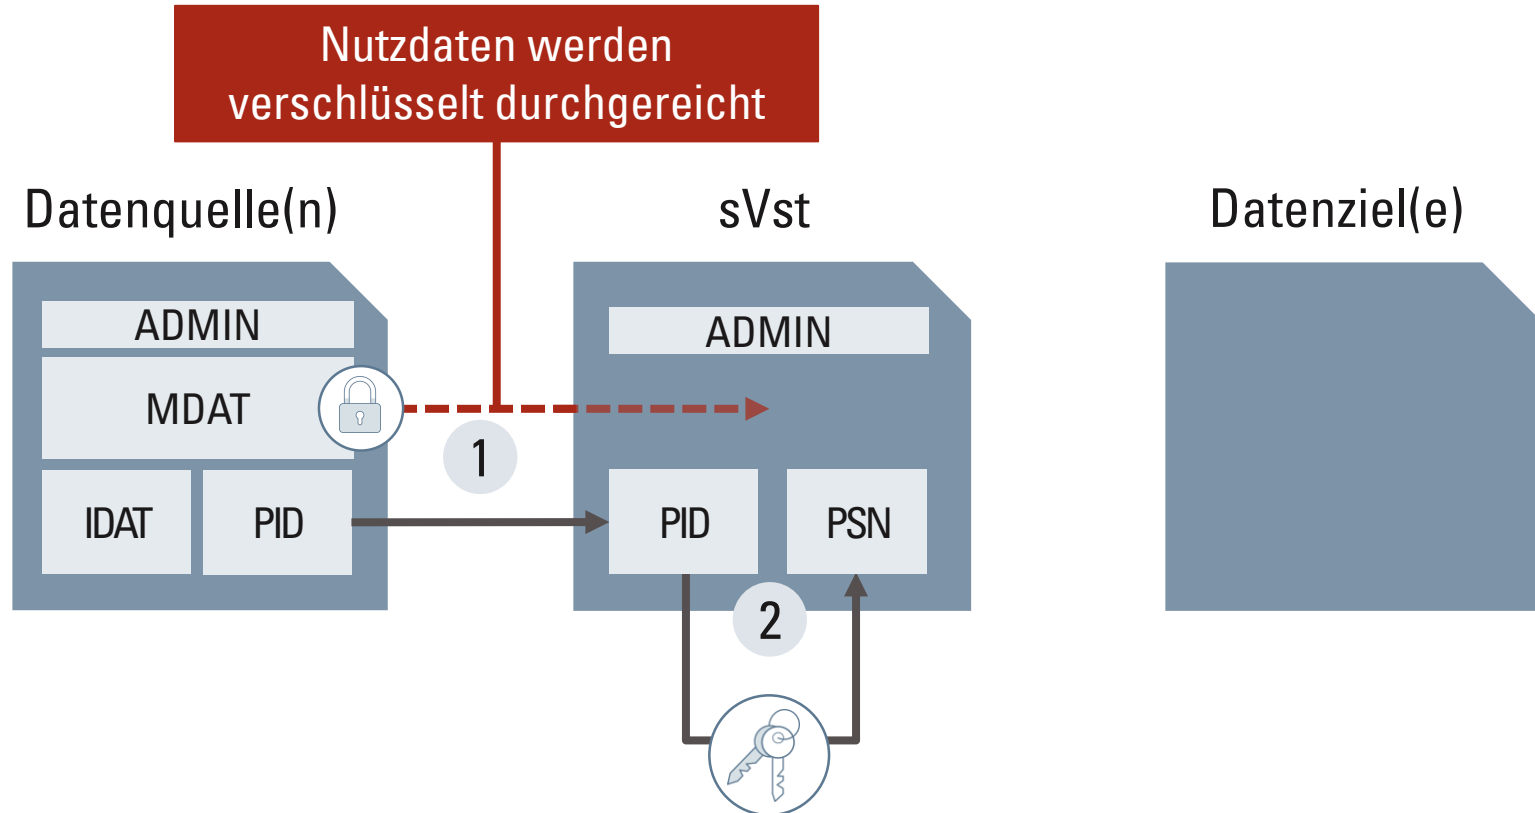 Nutzdaten werden
verschlüsselt durchgereicht
Datenquelle(n)
sVst
Datenziel(e)
ADMIN
MDAT
IDAT
PID
1
ADMIN
PID
PSN
2